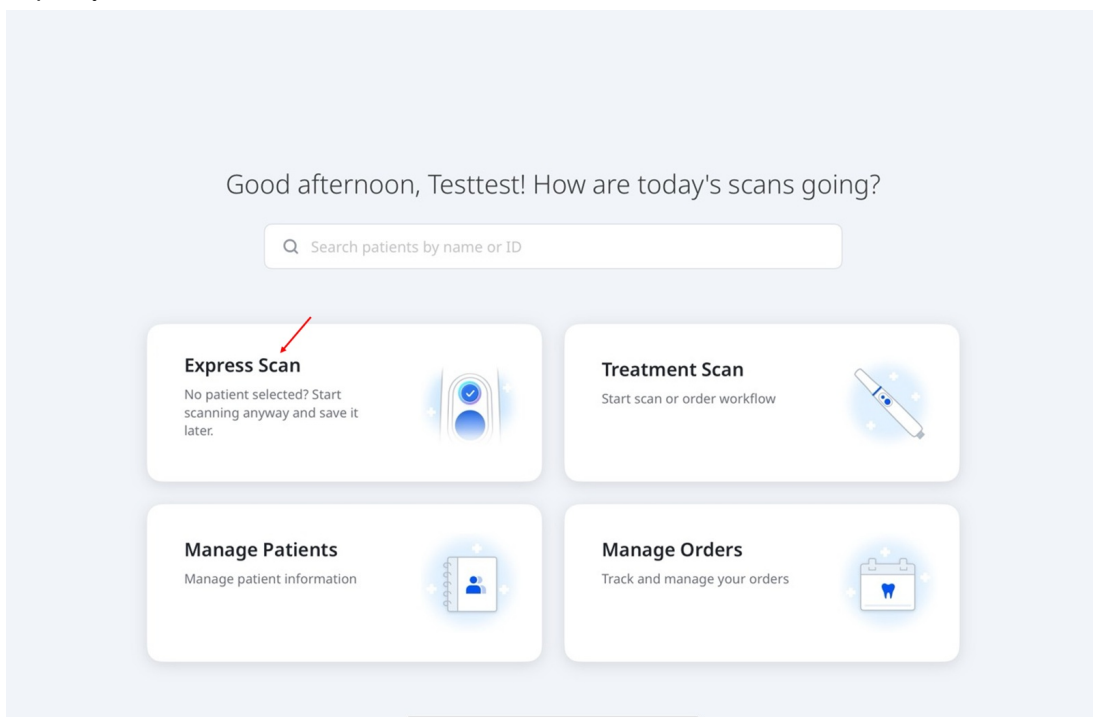 Good afternoon, Testtest! How are today's scans going?
Search patients by name or ID
Express Scan
No patient selected? Start
scanning anyway and save it
later.
Treatment Scan
Start scan or order workflow
Manage Patients
Manage patient information
Manage Orders
Track and manage your orders